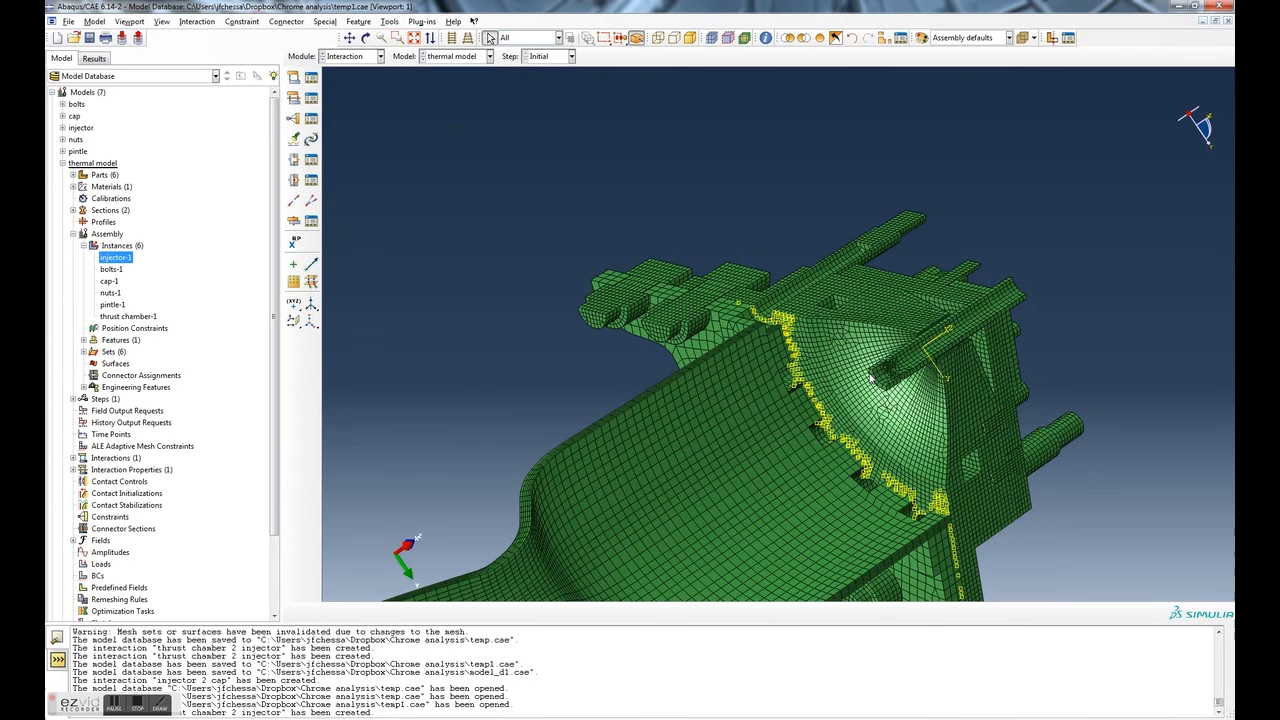 Abaqus/CAE 6.14-2 - Model Database: C:\Users\jfchessa\Dropbox\Chrome analysis\temp1.cae [Viewport: 1]
File Model Viewport View Interaction Constraint Connector Special Feature Tools Plug-ins Help
All
Assembly defaults
Model Results
Module: Interaction Model: thermal model Step: Initial
Model Database
Models (7)
bolts
cap
injector
nuts
pintle
thermal model
Parts (6)
Materials (1)
Calibrations
Sections (2)
Profiles
Assembly
Instances (6)
injector-1
bolts-1
cap-1
nuts-1
pintle-1
thrust chamber-1
Position Constraints
Features (1)
Sets (6)
Surfaces
Connector Assignments
Engineering Features
Steps (1)
Field Output Requests
History Output Requests
Time Points
ALE Adaptive Mesh Constraints
Interactions (1)
Interaction Properties (1)
Contact Controls
Contact Initializations
Contact Stabilizations
Constraints
Connector Sections
Fields
Amplitudes
Loads
BCs
Predefined Fields
Remeshing Rules
Optimization Tasks
RP
(XYZ)
SIMULIA
Warning: Mesh sets or surfaces have been invalidated due to changes to the mesh.
The model database has been saved to "C:\Users\jfchessa\Dropbox\Chrome analysis\temp.cae".
The interaction "thrust chamber 2 injector" has been created.
The model database has been saved to "C:\Users\jfchessa\Dropbox\Chrome analysis\temp1.cae".
The model database has been saved to "C:\Users\jfchessa\Dropbox\Chrome analysis\model_d1.cae".
The interaction "injector 2 cap" has been created.
The model database "C:\Users\jfchessa\Dropbox\Chrome analysis\temp.cae" has been opened.
"C:\Users\jfchessa\Dropbox\Chrome analysis\temp.cae" has been opened.
"C:\Users\jfchessa\Dropbox\Chrome analysis\temp1.cae" has been opened.
chamber 2 injector" has been created.
ezvid
RECORDER
PAUSE STOP DRAW